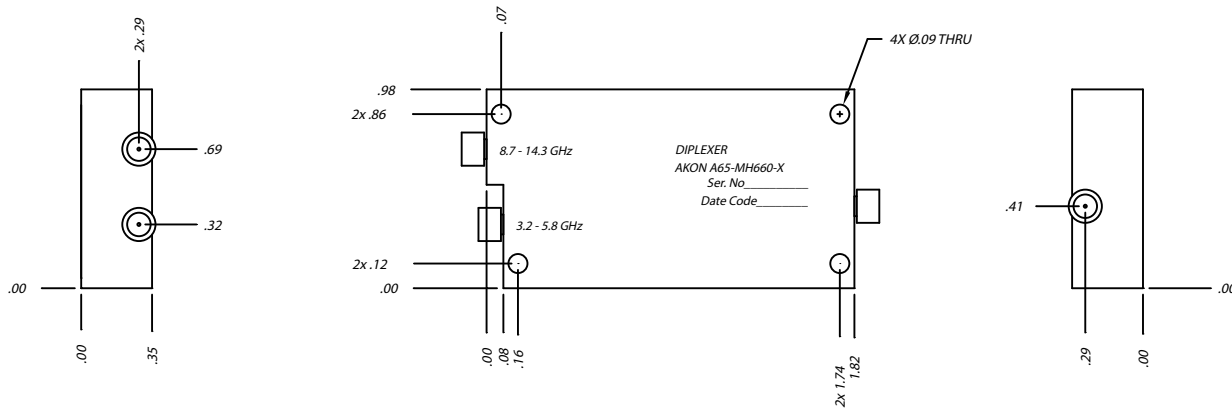 2x .29
.69
.32
.00
.00
.35
.07
.98
2x .86
8.7 - 14.3 GHz
3.2 - 5.8 GHz
2x .12
.00
.00
.08
.16
4X Ø.09 THRU
DIPLEXER
AKON A65-MH660-X
Ser. No__________
Date Code________
2x 1.74
1.82
.41
.29
.00
.00